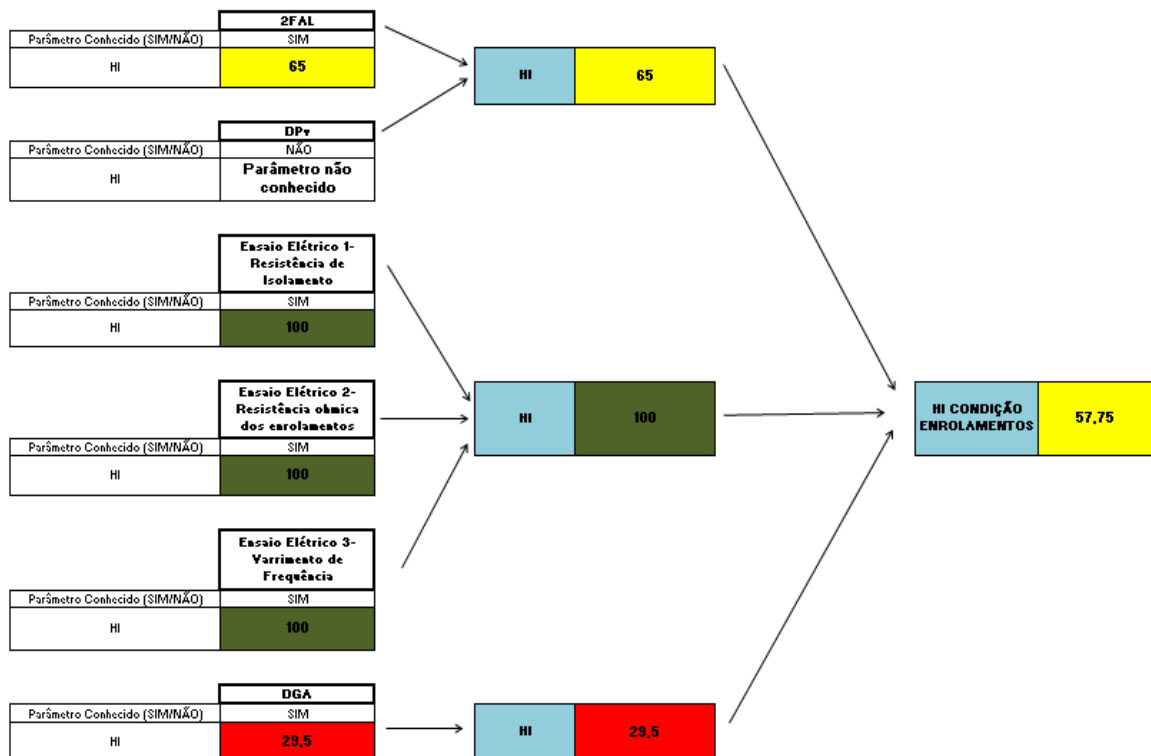 2FAL
Parâmetro Conhecido (SIM/NÃO) SIM
HI 65
HI 65
DPv
Parâmetro Conhecido (SIM/NÃO) NÃO
HI Parâmetro não
conhecido
Ensaio Elétrico 1-
Resistência de
Isolamento
Parâmetro Conhecido (SIM/NÃO) SIM
HI 100
Ensaio Elétrico 2-
Resistência ohmica
dos enrolamentos
Parâmetro Conhecido (SIM/NÃO) SIM
HI 100
HI 100
HI CONDIÇÃO
ENROLAMENTOS
57,75
Ensaio Elétrico 3-
Varrimento de
Frequência
Parâmetro Conhecido (SIM/NÃO) SIM
HI 100
DGA
Parâmetro Conhecido (SIM/NÃO) SIM
HI 29,5
HI 29,5